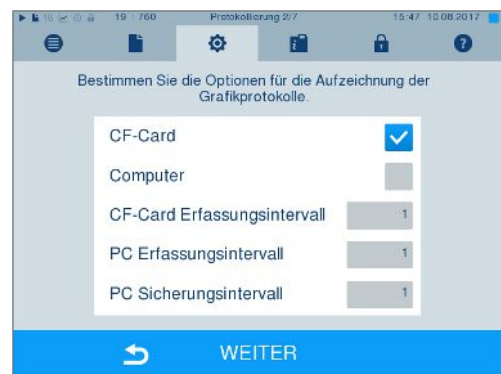 19 : 760 Protokollierung 2/7 15:47 10.08.2017
Bestimmen Sie die Optionen für die Aufzeichnung der
Grafikprotokolle.
CF-Card
Computer
CF-Card Erfassungsintervall 1
PC Erfassungsintervall 1
PC Sicherungsintervall 1
WEITER